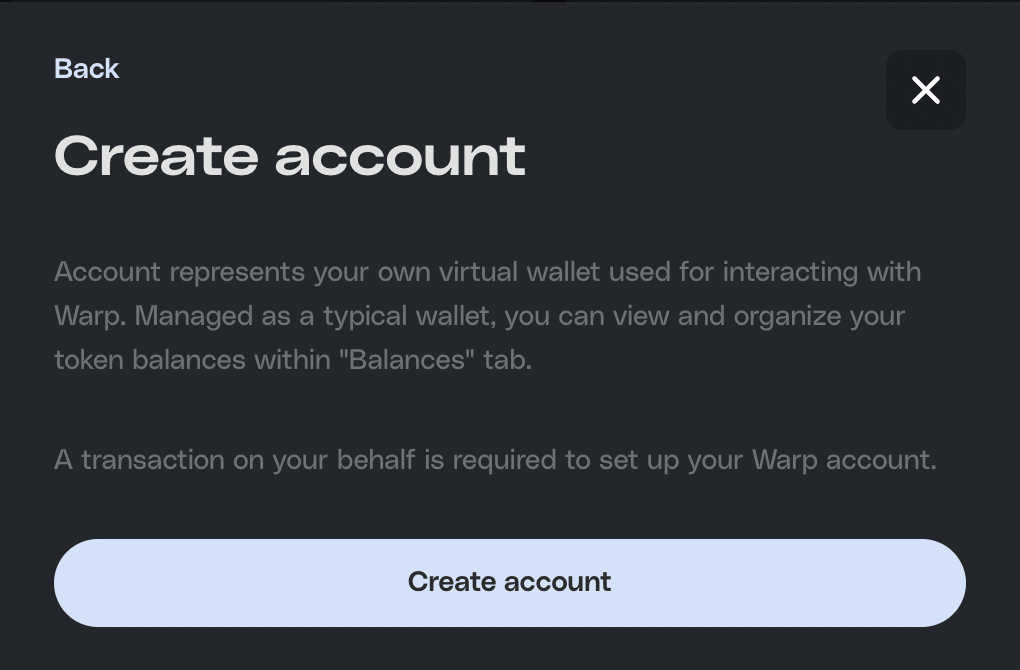 Back
Create account
Account represents your own virtual wallet used for interacting with
Warp. Managed as a typical wallet, you can view and organize your
token balances within "Balances" tab.
A transaction on your behalf is required to set up your Warp account.
Create account